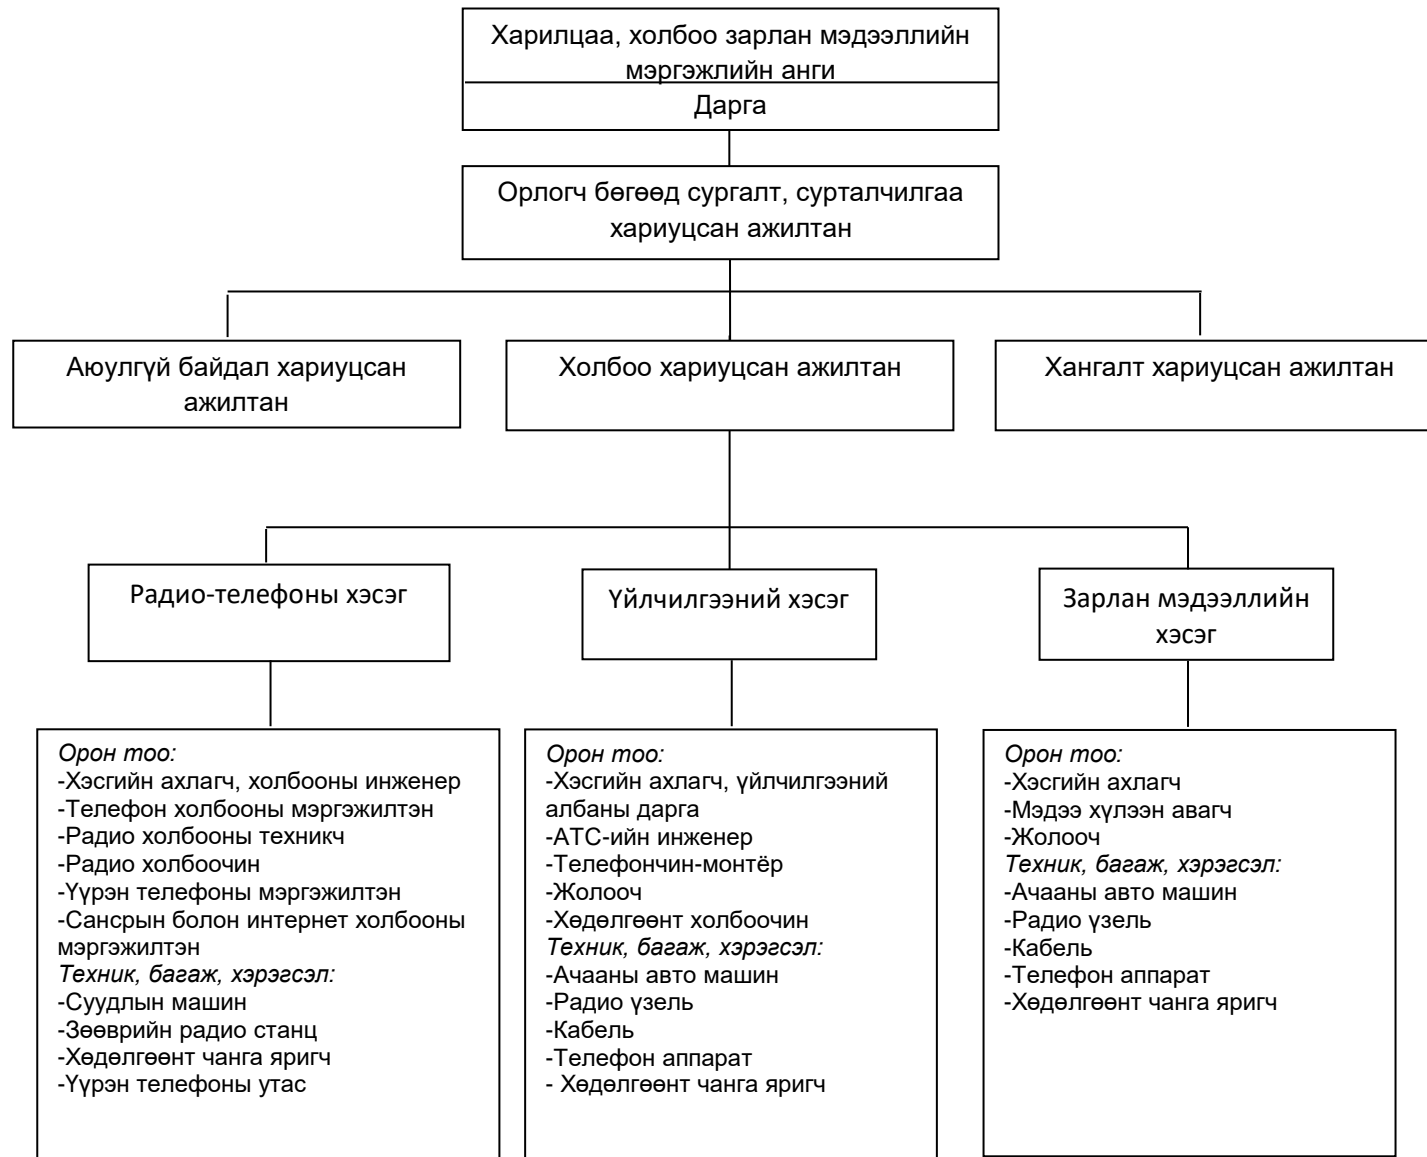 Харилцаа, холбоо зарлан мэдээллийн
мэргэжлийн анги
Дарга
Орлогч бөгөөд сургалт, сурталчилгаа
хариуцсан ажилтан
Аюулгүй байдал хариуцсан
ажилтан
Холбоо хариуцсан ажилтан
Хангалт хариуцсан ажилтан
Радио-телефоны хэсэг
Үйлчилгээний хэсэг
Зарлан мэдээллийн
хэсэг
Орон тоо:
-Хэсгийн ахлагч, холбооны инженер
-Телефон холбооны мэргэжилтэн
-Радио холбооны техникч
-Радио холбоочин
-Үүрэн телефоны мэргэжилтэн
-Сансрын болон интернет холбооны
мэргэжилтэн
Техник, багаж, хэрэгсэл:
-Суудлын машин
-Зөөврийн радио станц
-Хөдөлгөөнт чанга яригч
-Үүрэн телефоны утас
Орон тоо:
-Хэсгийн ахлагч, үйлчилгээний
албаны дарга
-АТС-ийн инженер
-Телефончин-монтёр
-Жолооч
-Хөдөлгөөнт холбоочин
Техник, багаж, хэрэгсэл:
-Ачааны авто машин
-Радио үзель
-Кабель
-Телефон аппарат
- Хөдөлгөөнт чанга яригч
Орон тоо:
-Хэсгийн ахлагч
-Мэдээ хүлээн авагч
-Жолооч
Техник, багаж, хэрэгсэл:
-Ачааны авто машин
-Радио үзель
-Кабель
-Телефон аппарат
-Хөдөлгөөнт чанга яригч